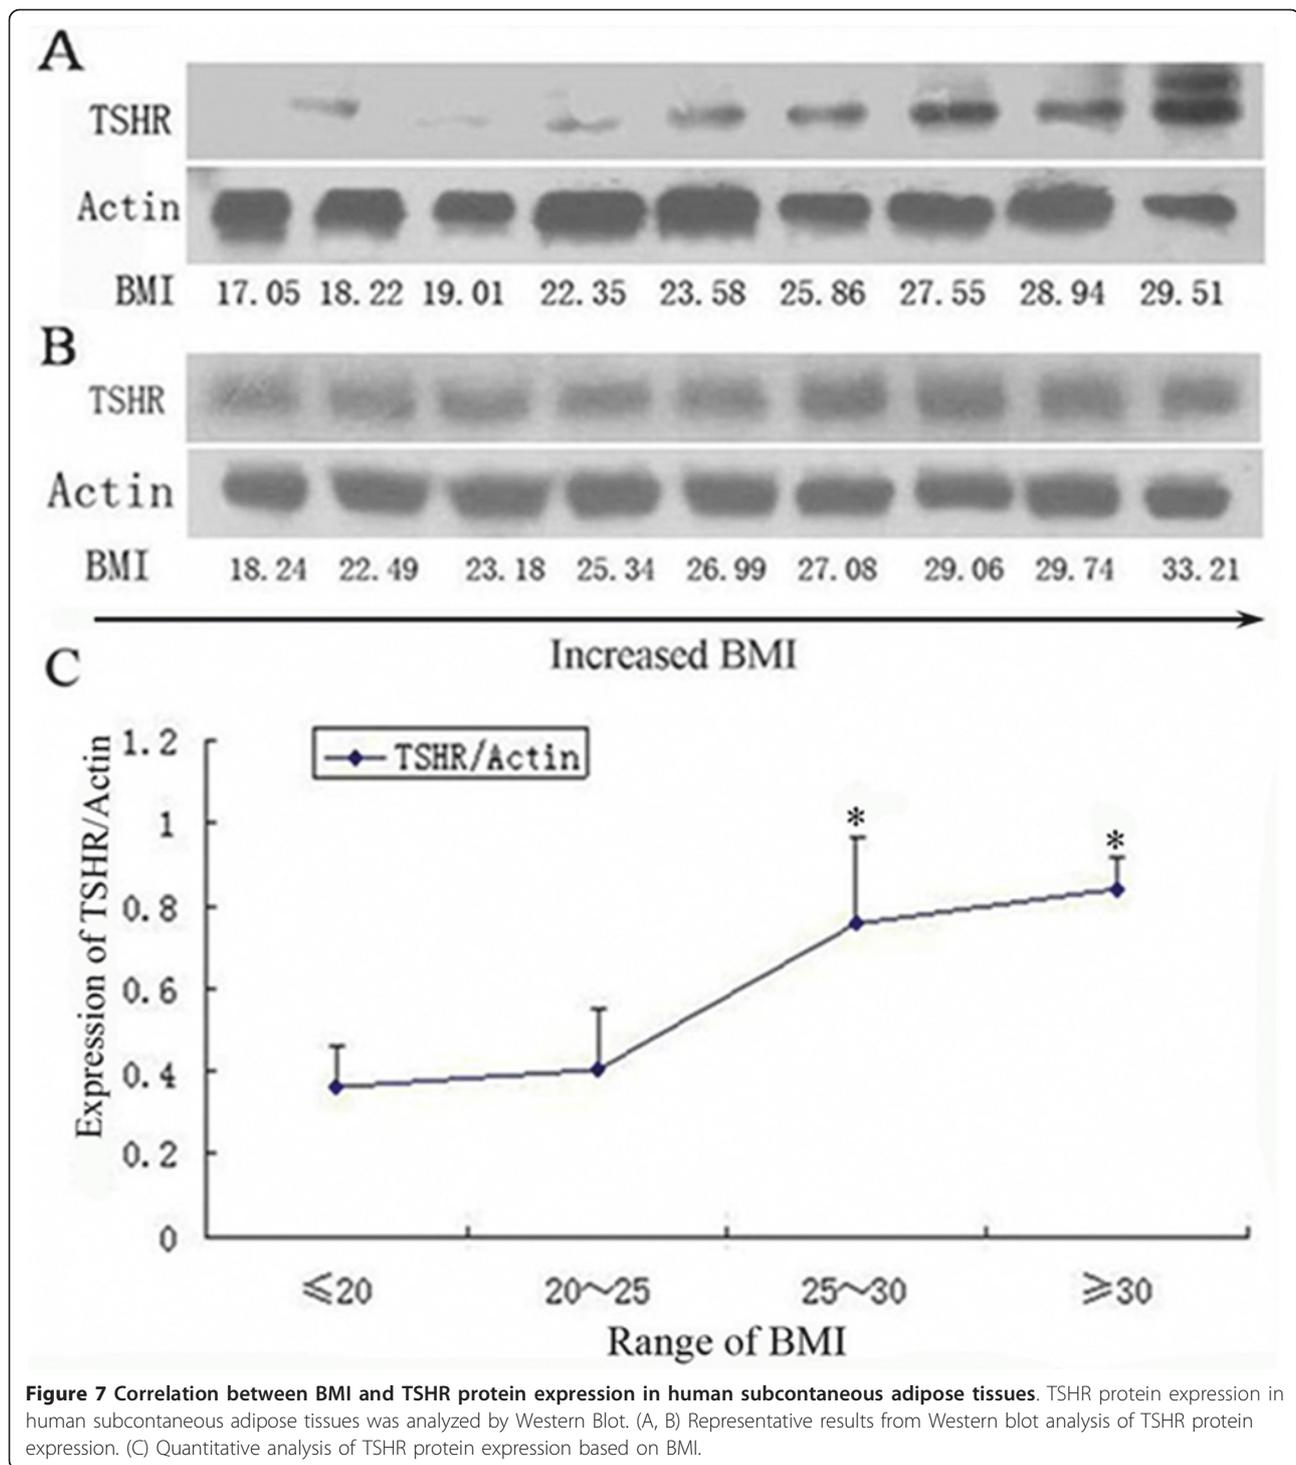 A
TSHR
Actin
BMI 17.05 18.22 19.01 22.35 23.58 25.86 27.55 28.94 29.51
B
TSHR
Actin
BMI 18.24 22.49 23.18 25.34 26.99 27.08 29.06 29.74 33.21
Increased BMI
C
TSHR/Actin
Expression of TSHR/Actin
1.2
1
0.8
0.6
0.4
0.2
0
*
*
≤20 20~25 25~30 ≥30
Range of BMI
Figure 7 Correlation between BMI and TSHR protein expression in human subcontaneous adipose tissues. TSHR protein expression in
human subcontaneous adipose tissues was analyzed by Western Blot. (A, B) Representative results from Western blot analysis of TSHR protein
expression. (C) Quantitative analysis of TSHR protein expression based on BMI.